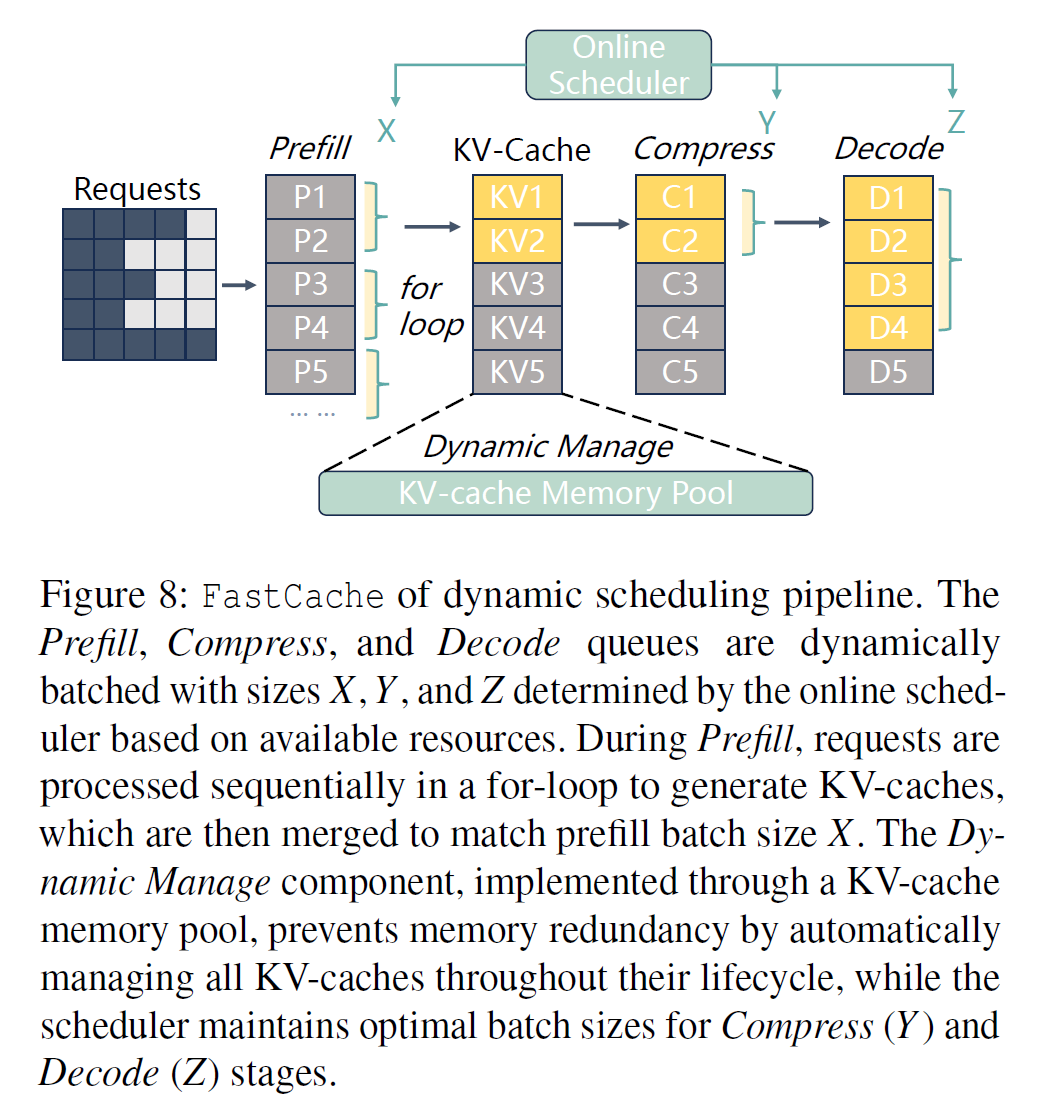 Online
Scheduler
X
Y
Z
Prefill
KV-Cache
Compress
Decode
Requests
P1
P2
P3
P4
P5
... ...
for
loop
KV1
KV2
KV3
KV4
KV5
C1
C2
C3
C4
C5
D1
D2
D3
D4
D5
Dynamic Manage
KV-cache Memory Pool
Figure 8: FastCache of dynamic scheduling pipeline. The
Prefill, Compress, and Decode queues are dynamically
batched with sizes X, Y, and Z determined by the online sched-
uler based on available resources. During Prefill, requests are
processed sequentially in a for-loop to generate KV-caches,
which are then merged to match prefill batch size X. The Dy-
namic Manage component, implemented through a KV-cache
memory pool, prevents memory redundancy by automatically
managing all KV-caches throughout their lifecycle, while the
scheduler maintains optimal batch sizes for Compress (Y) and
Decode (Z) stages.